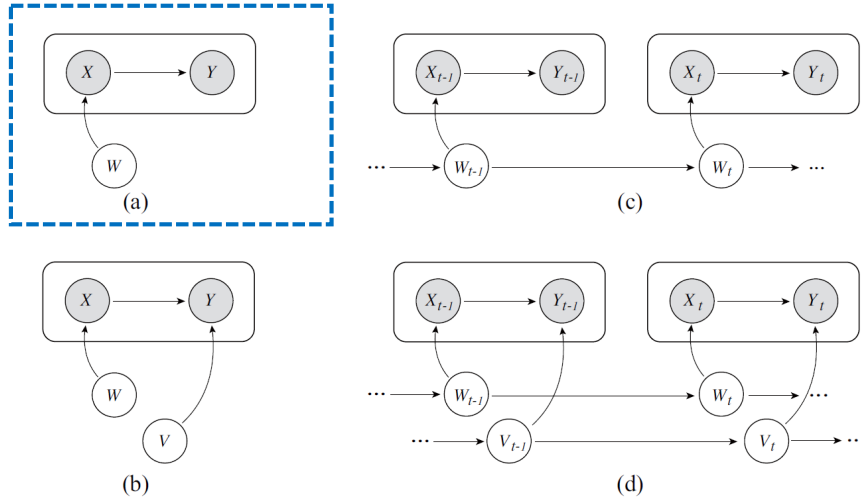 X Y X_{t-1} Y_{t-1} X_t Y_t
W ... W_{t-1} W_t ...
(a) (c)
X Y X_{t-1} Y_{t-1} X_t Y_t
W ... W_{t-1} W_t ...
V ... V_{t-1} V_t ..
(b) (d)